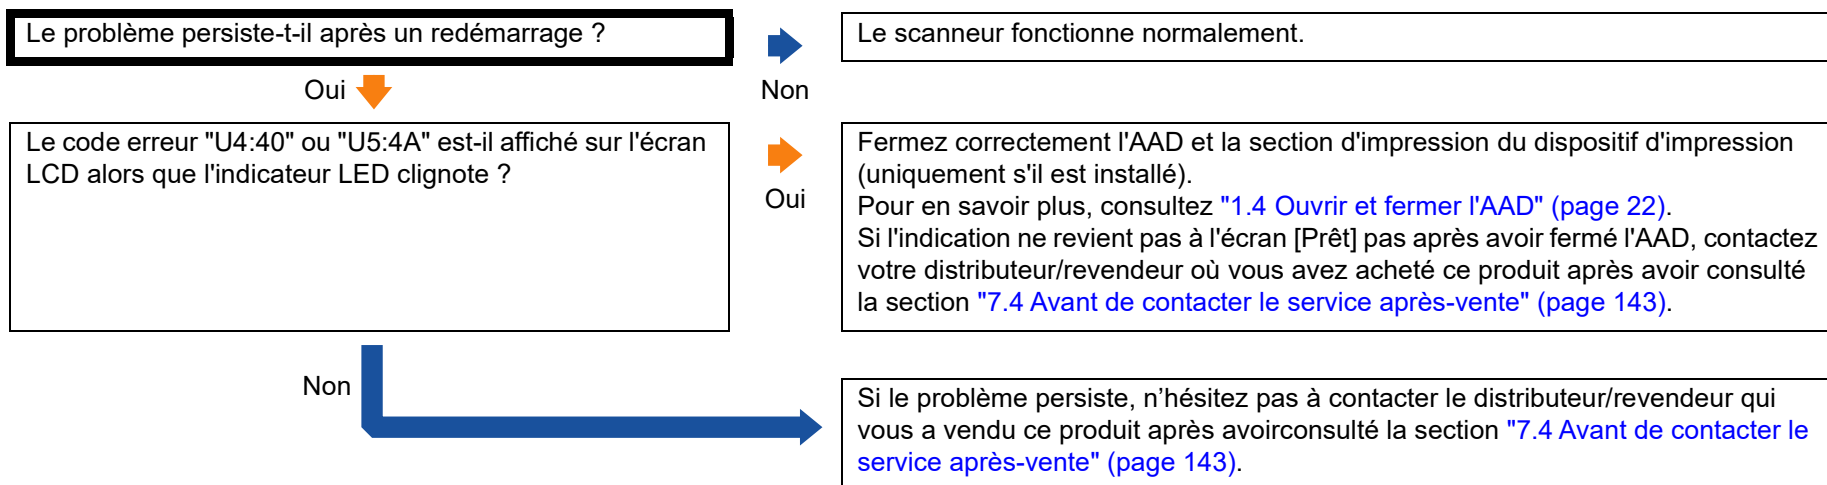 Le problème persiste-t-il après un redémarrage ?
Le scanneur fonctionne normalement.
Oui
Non
Le code erreur "U4:40" ou "U5:4A" est-il affiché sur l'écran
LCD alors que l'indicateur LED clignote ?
Oui
Fermez correctement l'AAD et la section d'impression du dispositif d'impression
(uniquement s'il est installé).
Pour en savoir plus, consultez "1.4 Ouvrir et fermer l'AAD" (page 22).
Si l'indication ne revient pas à l'écran [Prêt] pas après avoir fermé l'AAD, contactez
votre distributeur/revendeur où vous avez acheté ce produit après avoir consulté
la section "7.4 Avant de contacter le service après-vente" (page 143).
Non
Si le problème persiste, n’hésitez pas à contacter le distributeur/revendeur qui
vous a vendu ce produit après avoirconsulté la section "7.4 Avant de contacter le
service après-vente" (page 143).